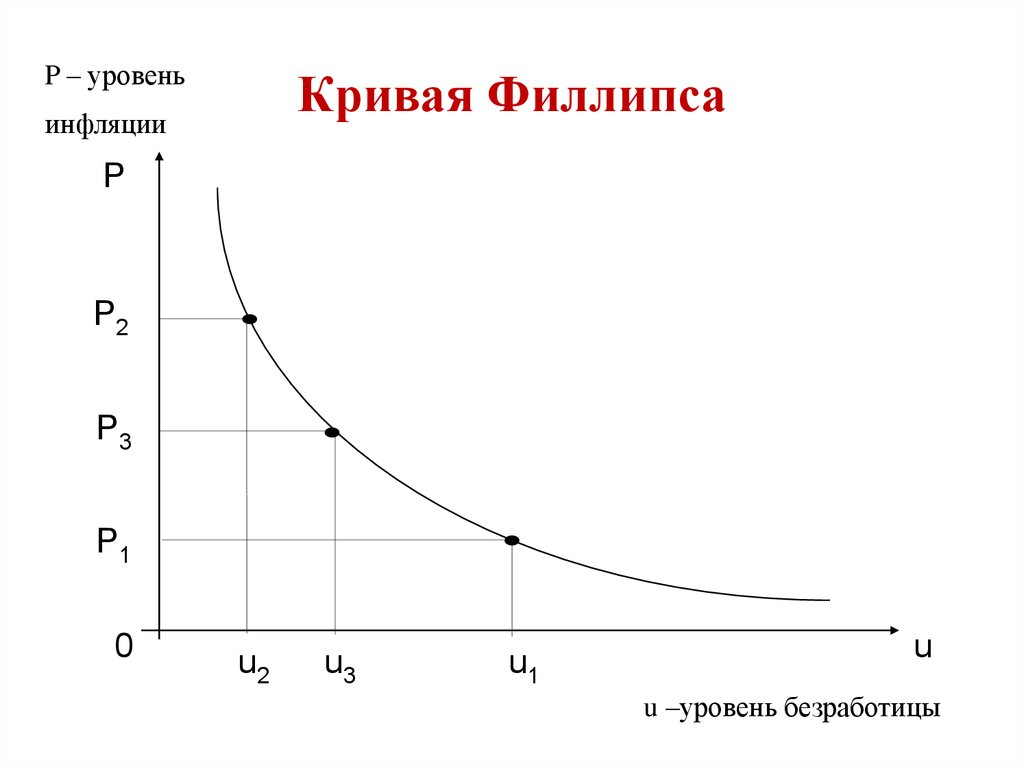 P – уровень
инфляции
Кривая Филлипса
P
P2
P3
P1
0
u2
u3
u1
u
u –уровень безработицы